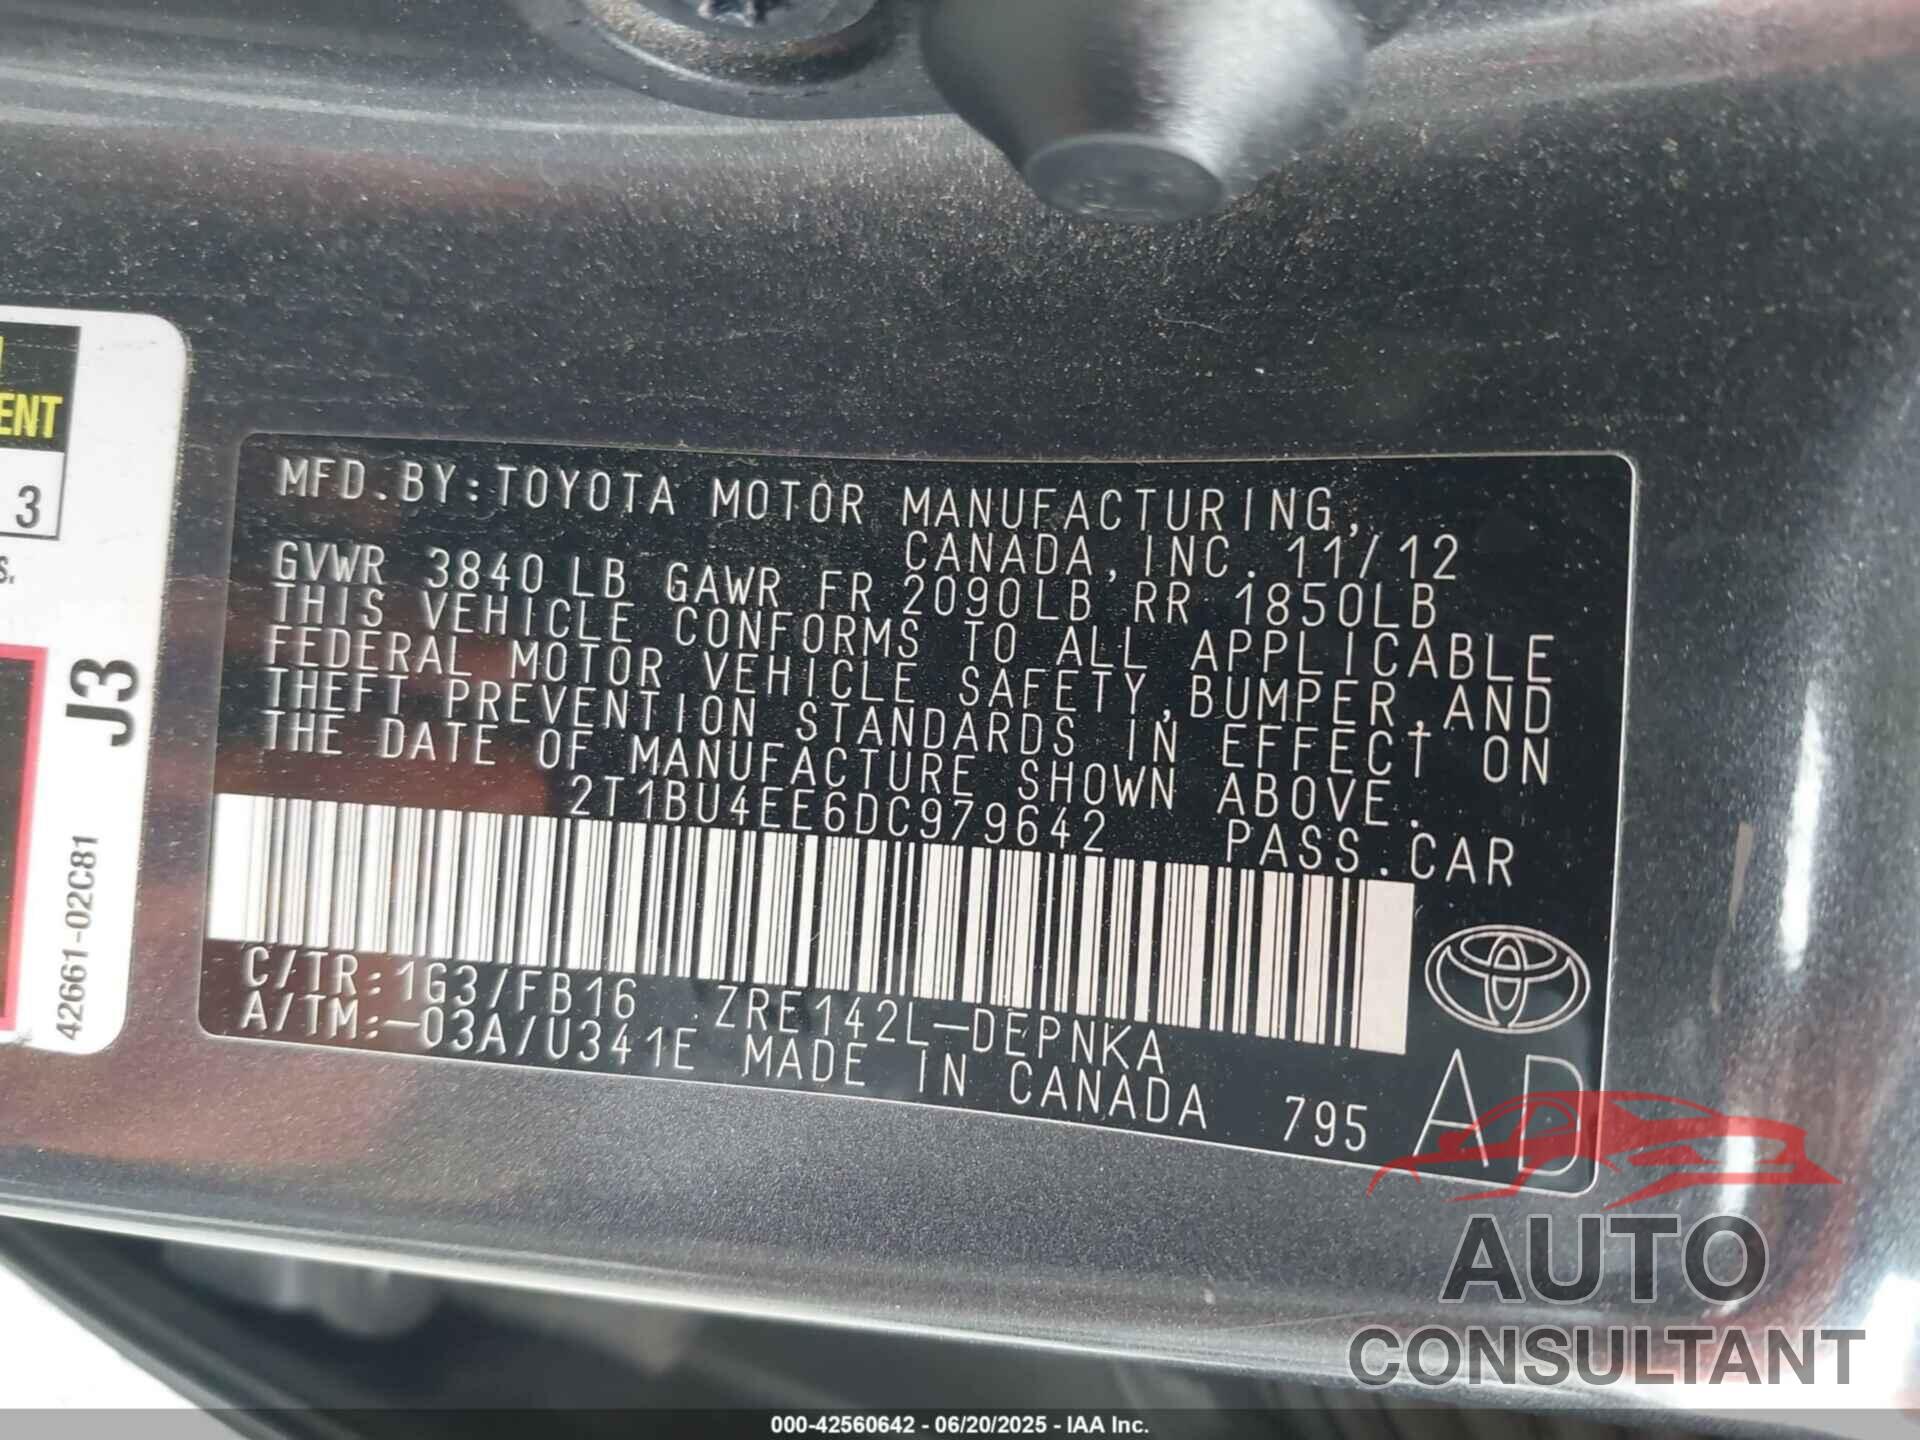 ENT
3
S.
J3
42661-02C81
MFD.BY:TOYOTA MOTOR MANUFACTURING,
CANADA,INC. 11/12
GVWR 3840LB GAWR FR 2090LB RR 1850LB
THIS VEHICLE CONFORMS TO ALL APPLICABLE
FEDERAL MOTOR VEHICLE SAFETY,BUMPER,AND
THEFT PREVENTION STANDARDS IN EFFECT ON
THE DATE OF MANUFACTURE SHOWN ABOVE.
2T1BU4EE6DC979642 PASS.CAR
C/TR:1G3/FB16 ZRE142L-DEPNKA
A/TM:-03A/U341E MADE IN CANADA 795
AD
AUTO
CONSULTANT
000-42560642 - 06/20/2025 - IAA Inc.